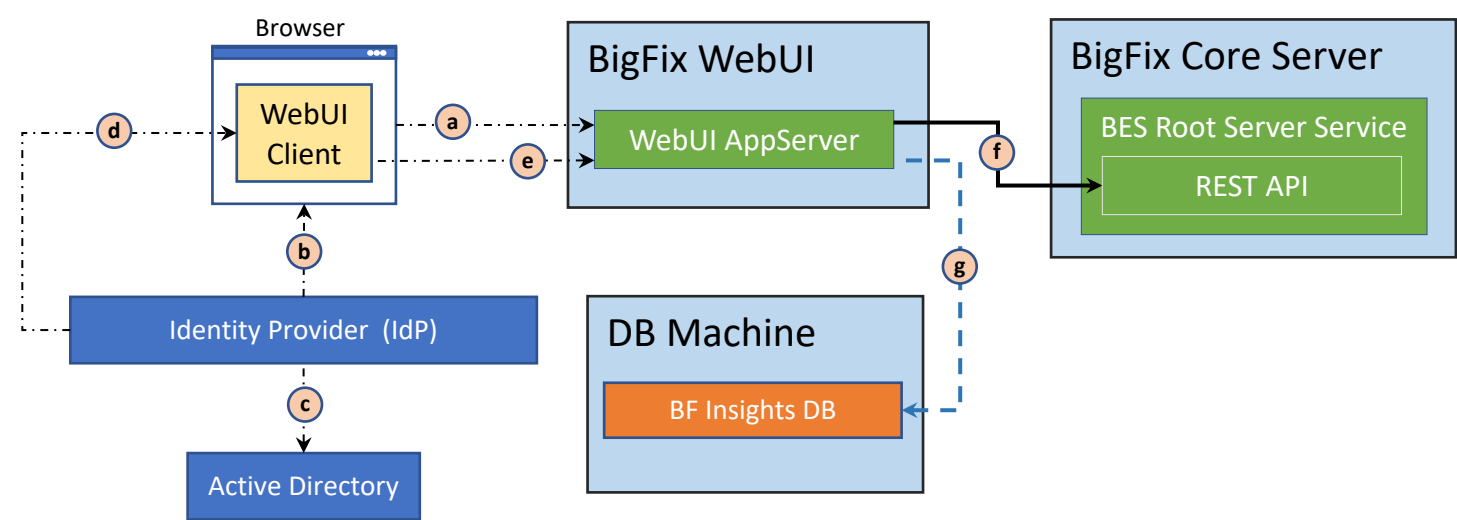 Browser
BigFix WebUI
BigFix Core Server
WebUI
Client
d
a
e
WebUI AppServer
f
BES Root Server Service
REST API
b
g
Identity Provider (IdP)
DB Machine
c
BF Insights DB
Active Directory